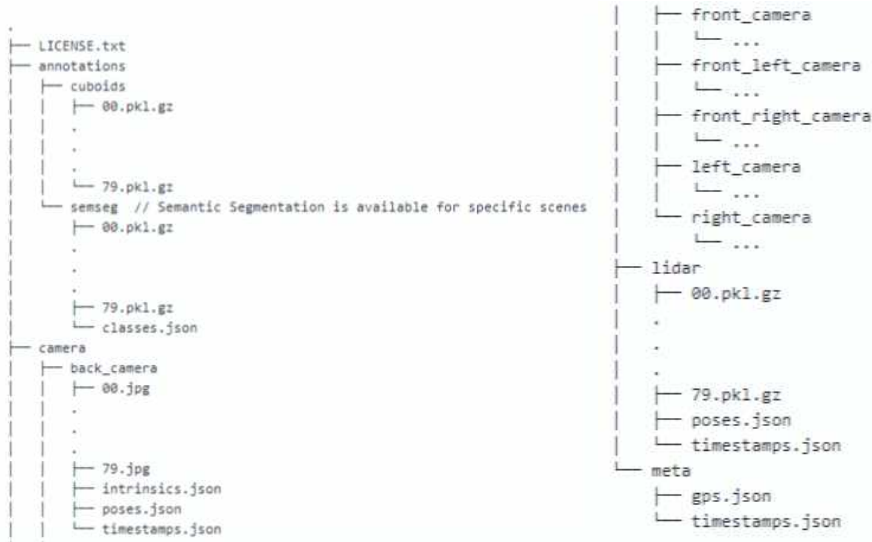 .
├── LICENSE.txt
├── annotations
│   ├── cuboids
│   │   ├── 00.pkl.gz
│   │   .
│   │   .
│   │   .
│   │   └── 79.pkl.gz
│   └── semseg  // Semantic Segmentation is available for specific scenes
│       ├── 00.pkl.gz
│       .
│       .
│       .
│       ├── 79.pkl.gz
│       └── classes.json
├── camera
│   ├── back_camera
│   │   ├── 00.jpg
│   │   .
│   │   .
│   │   .
│   │   ├── 79.jpg
│   │   ├── intrinsics.json
│   │   ├── poses.json
│   │   └── timestamps.json
│   ├── front_camera
│   │   └── ...
│   ├── front_left_camera
│   │   └── ...
│   ├── front_right_camera
│   │   └── ...
│   ├── left_camera
│   │   └── ...
│   └── right_camera
│       └── ...
├── lidar
│   ├── 00.pkl.gz
│   .
│   .
│   .
│   ├── 79.pkl.gz
│   ├── poses.json
│   └── timestamps.json
└── meta
    ├── gps.json
    └── timestamps.json